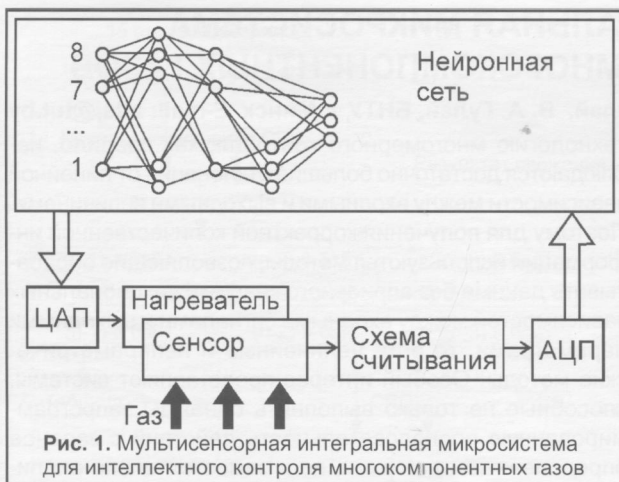 Нейронная
сеть
8
7
...
1
ЦАП
Нагреватель
Сенсор
Схема
считывания
АЦП
Газ
Рис. 1. Мультисенсорная интегральная микросистема
для интеллектного контроля многокомпонентных газов